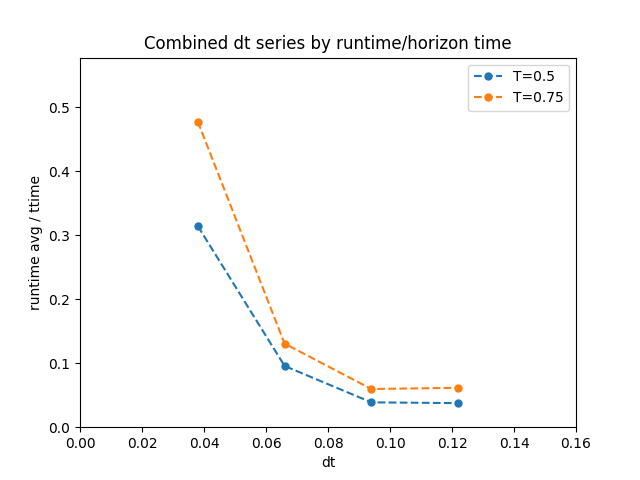 Combined dt series by runtime/horizon time
T=0.5
T=0.75
runtime avg / ttime
0.5
0.4
0.3
0.2
0.1
0.0
0.00 0.02 0.04 0.06 0.08 0.10 0.12 0.14 0.16
dt